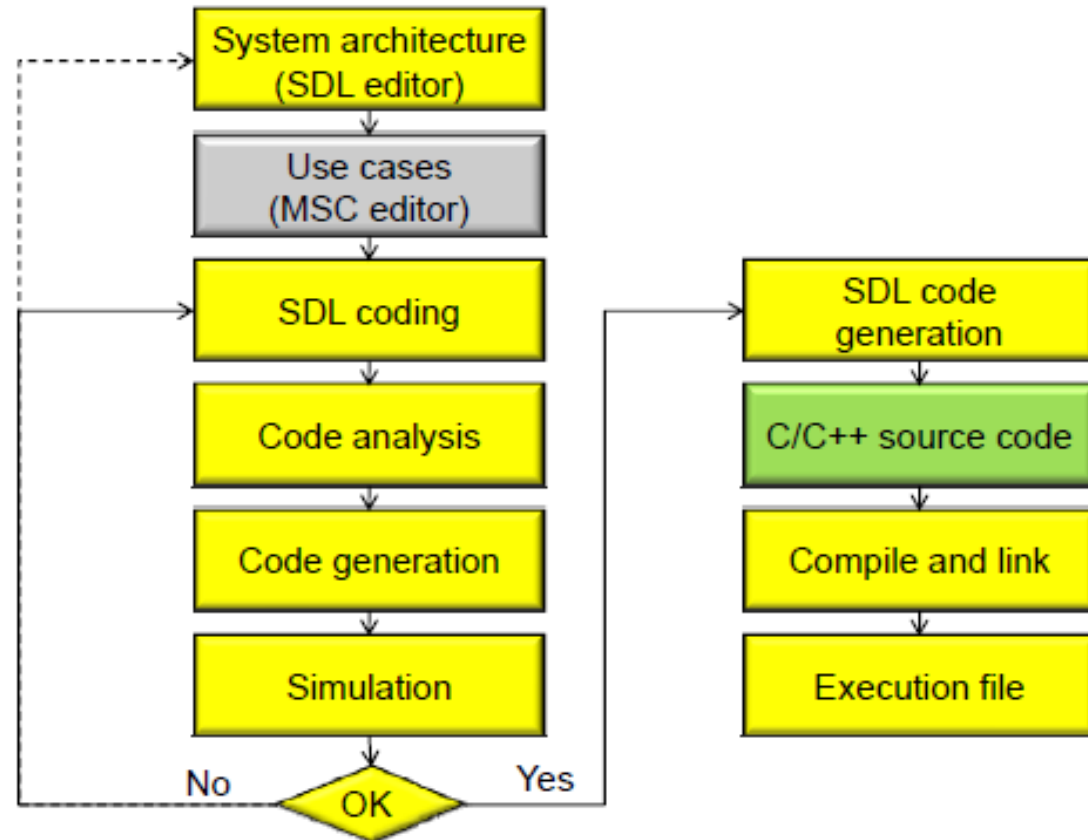 System architecture
(SDL editor)
Use cases
(MSC editor)
SDL coding
Code analysis
Code generation
Simulation
No
OK
Yes
SDL code
generation
C/C++ source code
Compile and link
Execution file